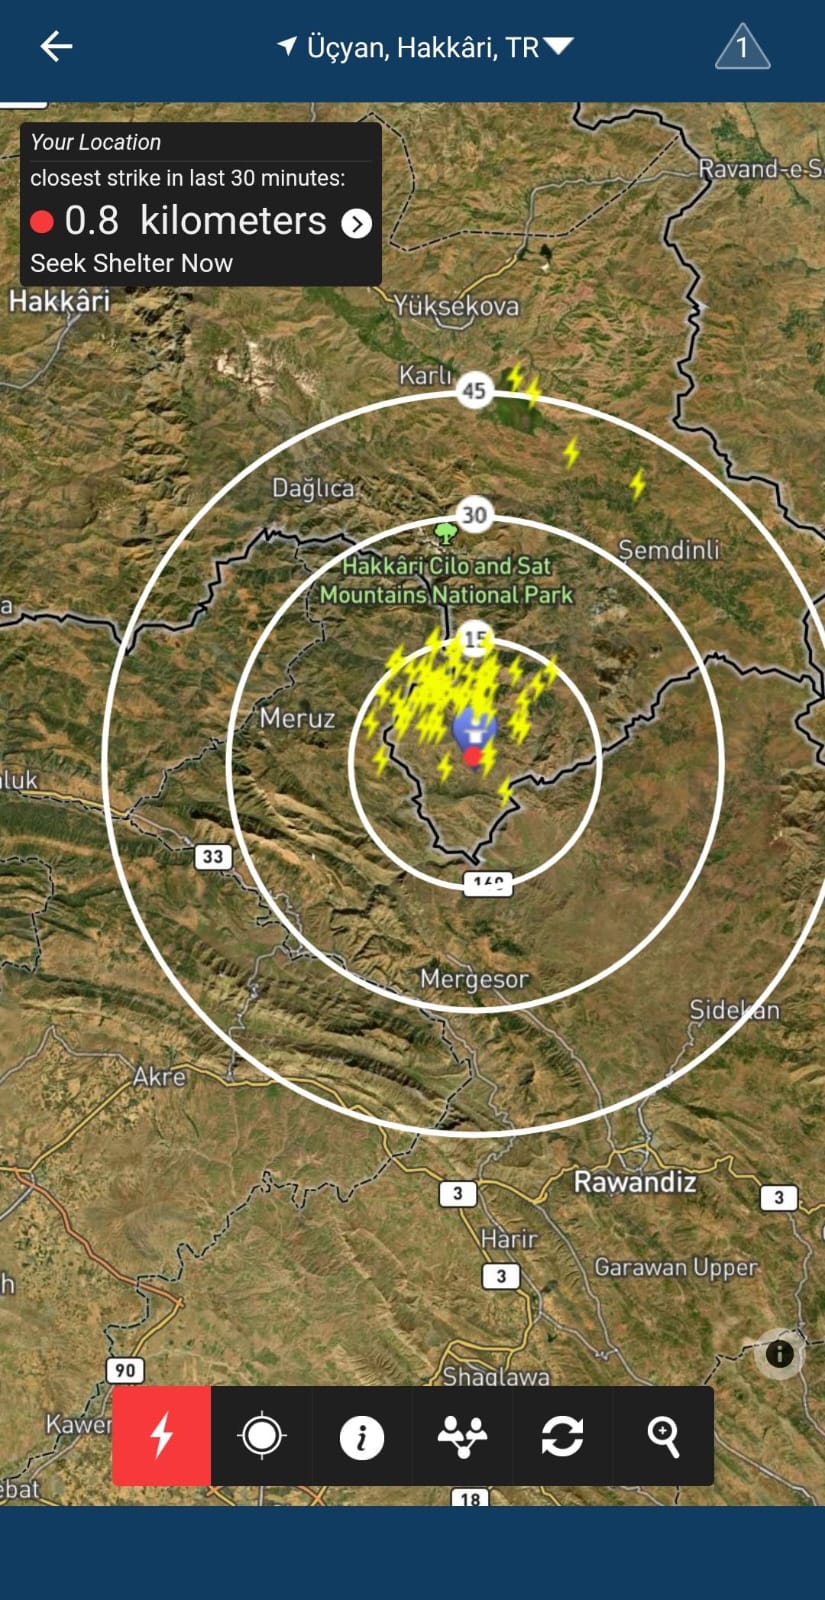 Üçyan, Hakkâri, TR
1
Your Location
closest strike in last 30 minutes:
0.8 kilometers
Seek Shelter Now
Ravand-e-S
Hakkâri
Yüksekova
Karlı
45
Dağlıca
30
Semdinli
Hakkâri Cilo and Sat
Mountains National Park
a
15
Meruz
luk
33
Mergesor
Sidekan
Akre
3
Rawandiz
3
Harir
3
Garawan Upper
h
90
Shaqlawa
Kawer
ebat
18